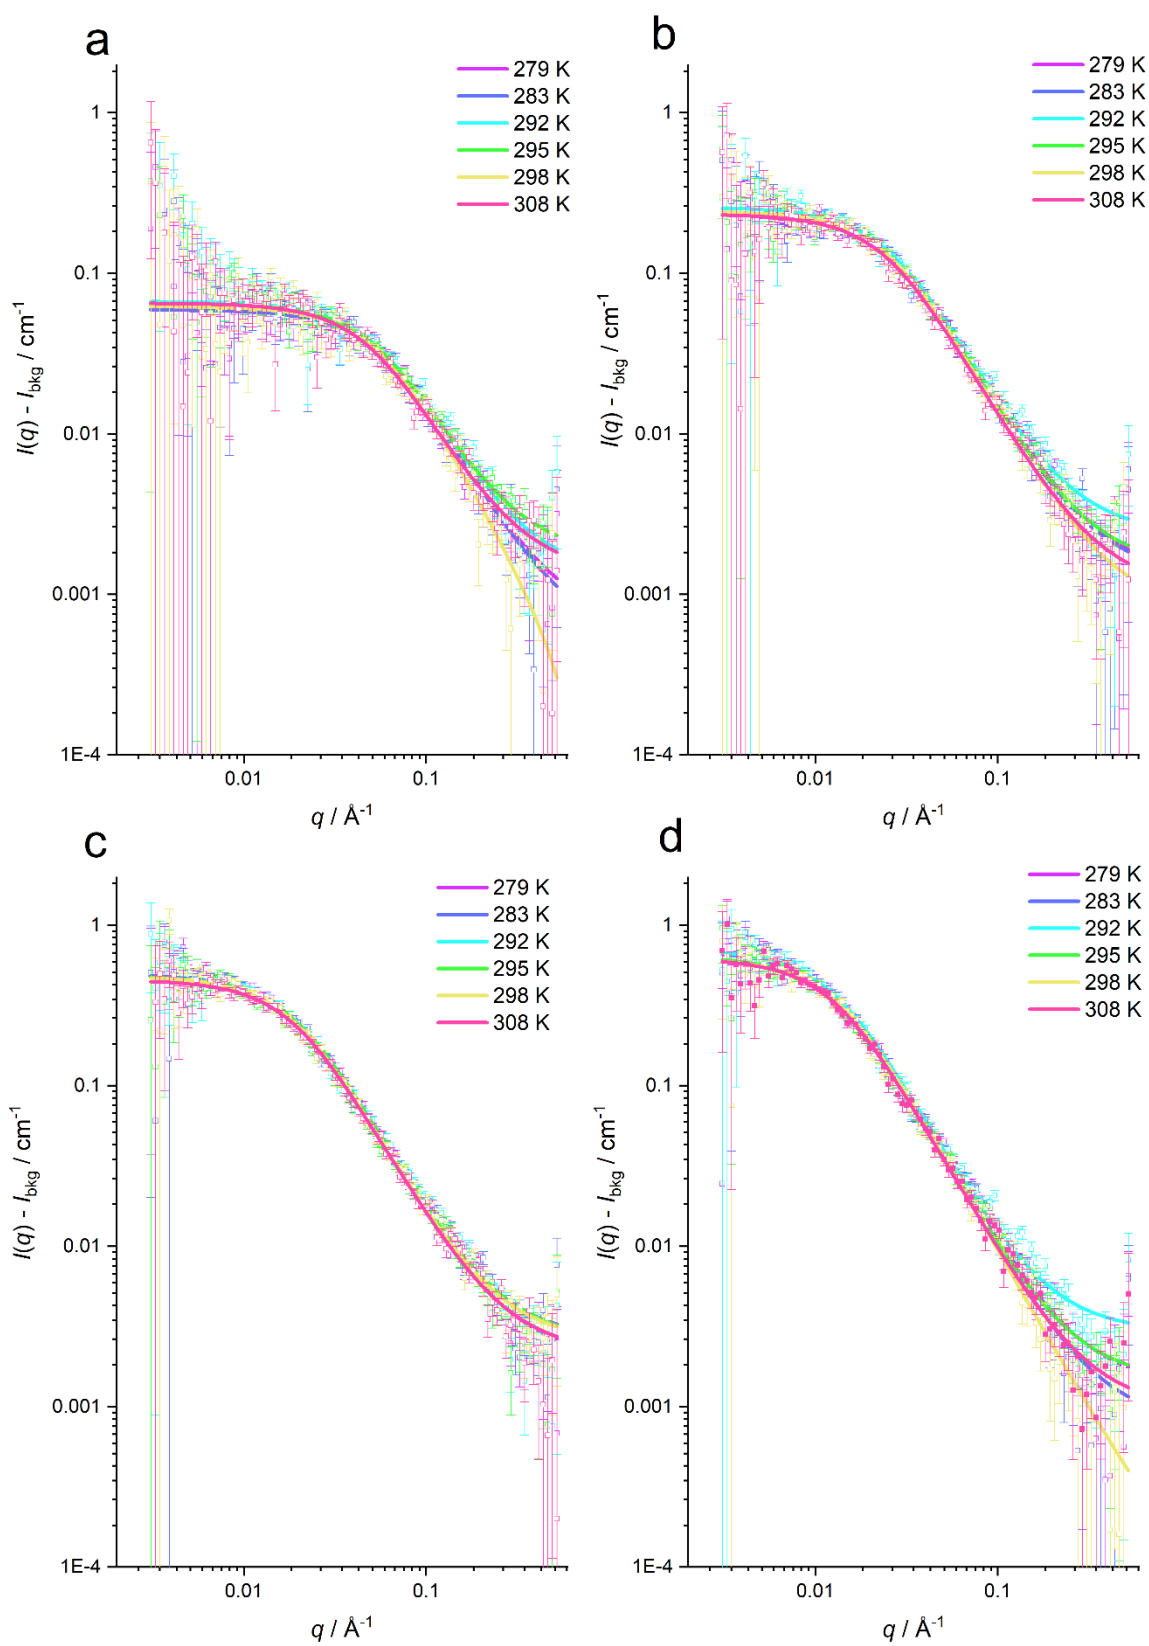 a
279 K
283 K
292 K
295 K
298 K
308 K
1
0.1
0.01
0.001
1E-4
I(q) - I_bkg / cm⁻¹
0.01 0.1
q / Å⁻¹
b
279 K
283 K
292 K
295 K
298 K
308 K
1
0.1
0.01
0.001
1E-4
I(q) - I_bkg / cm⁻¹
0.01 0.1
q / Å⁻¹
c
279 K
283 K
292 K
295 K
298 K
308 K
1
0.1
0.01
0.001
1E-4
I(q) - I_bkg / cm⁻¹
0.01 0.1
q / Å⁻¹
d
279 K
283 K
292 K
295 K
298 K
308 K
1
0.1
0.01
0.001
1E-4
I(q) - I_bkg / cm⁻¹
0.01 0.1
q / Å⁻¹